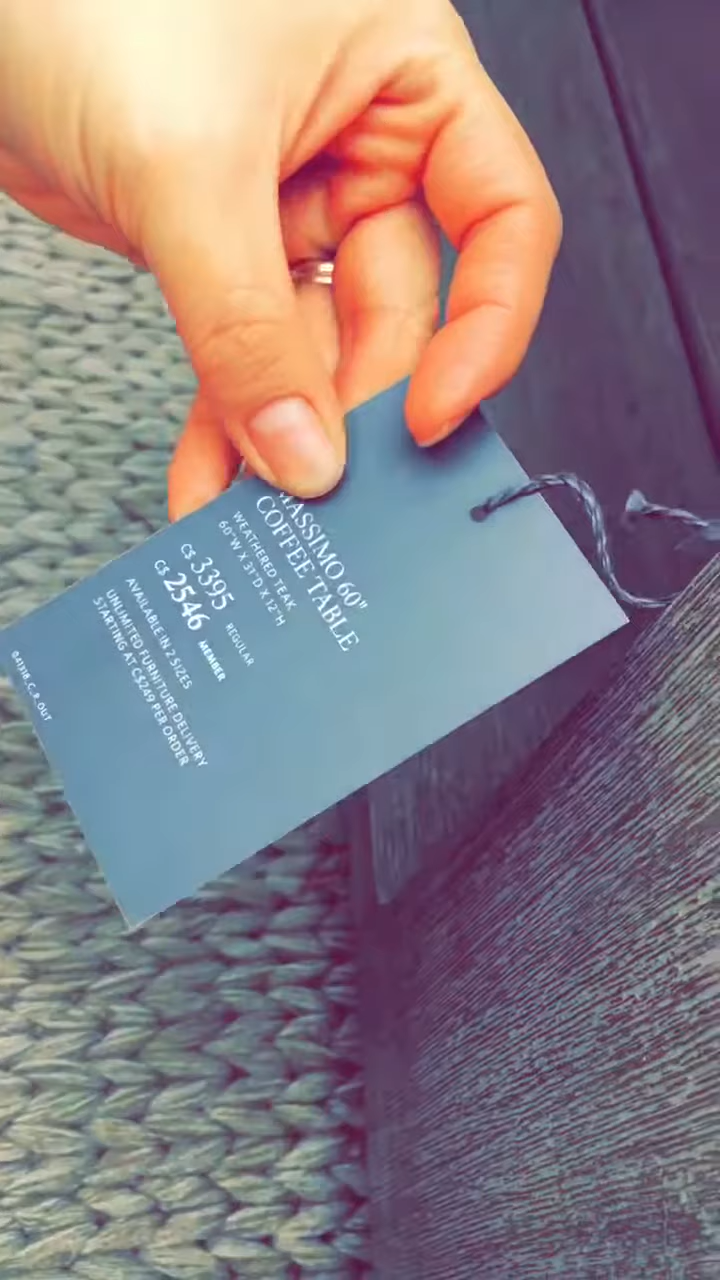 MASSIMO 60"
COFFEE TABLE
WEATHERED TEAK
60"W X 31"D X 12"H
C$ 3395 REGULAR
C$ 2546 MEMBER
AVAILABLE IN 2 SIZES
UNLIMITED FURNITURE DELIVERY
STARTING AT C$249 PER ORDER